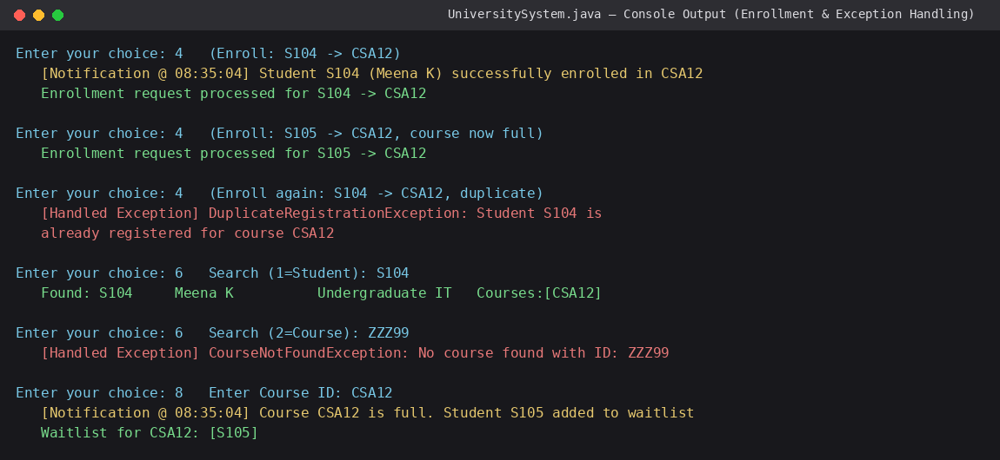 UniversitySystem.java — Console Output (Enrollment & Exception Handling)
Enter your choice: 4   (Enroll: S104 -> CSA12)
   [Notification @ 08:35:04] Student S104 (Meena K) successfully enrolled in CSA12
   Enrollment request processed for S104 -> CSA12
Enter your choice: 4   (Enroll: S105 -> CSA12, course now full)
   Enrollment request processed for S105 -> CSA12
Enter your choice: 4   (Enroll again: S104 -> CSA12, duplicate)
   [Handled Exception] DuplicateRegistrationException: Student S104 is
   already registered for course CSA12
Enter your choice: 6   Search (1=Student): S104
   Found: S104     Meena K          Undergraduate IT   Courses:[CSA12]
Enter your choice: 6   Search (2=Course): ZZZ99
   [Handled Exception] CourseNotFoundException: No course found with ID: ZZZ99
Enter your choice: 8   Enter Course ID: CSA12
   [Notification @ 08:35:04] Course CSA12 is full. Student S105 added to waitlist
   Waitlist for CSA12: [S105]